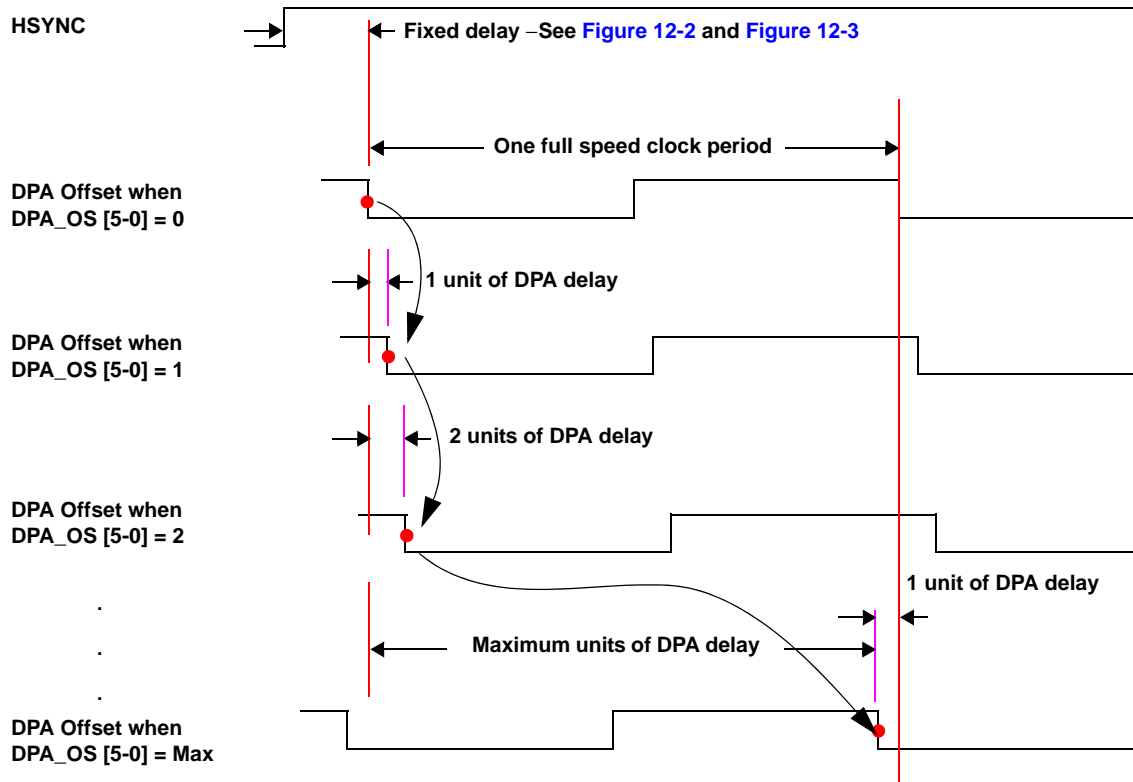 HSYNC
Fixed delay –See Figure 12-2 and Figure 12-3
One full speed clock period
DPA Offset when
DPA_OS [5-0] = 0
1 unit of DPA delay
DPA Offset when
DPA_OS [5-0] = 1
2 units of DPA delay
DPA Offset when
DPA_OS [5-0] = 2
1 unit of DPA delay
.
.
Maximum units of DPA delay
.
DPA Offset when
DPA_OS [5-0] = Max